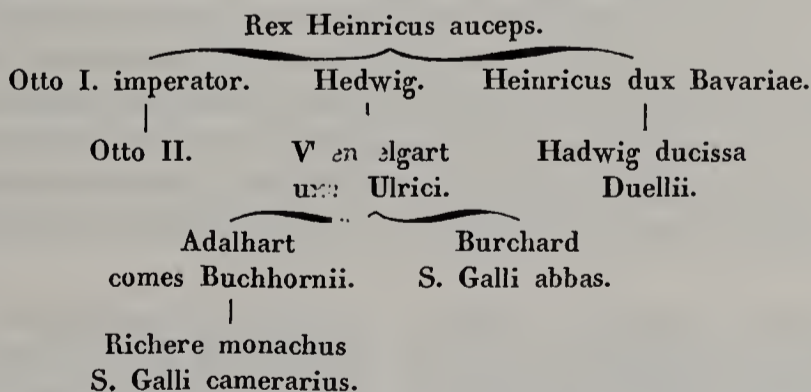 Rex Heinricus auceps.
Otto I. imperator. Hedwig. Heinricus dux Bavariae.
Otto II. Hadwig ducissa
Ulrici. Duellii.
Adalhart Burchard
comes Buchhornii. S. Galli abbas.
Richere monachus
S. Galli camerarius.